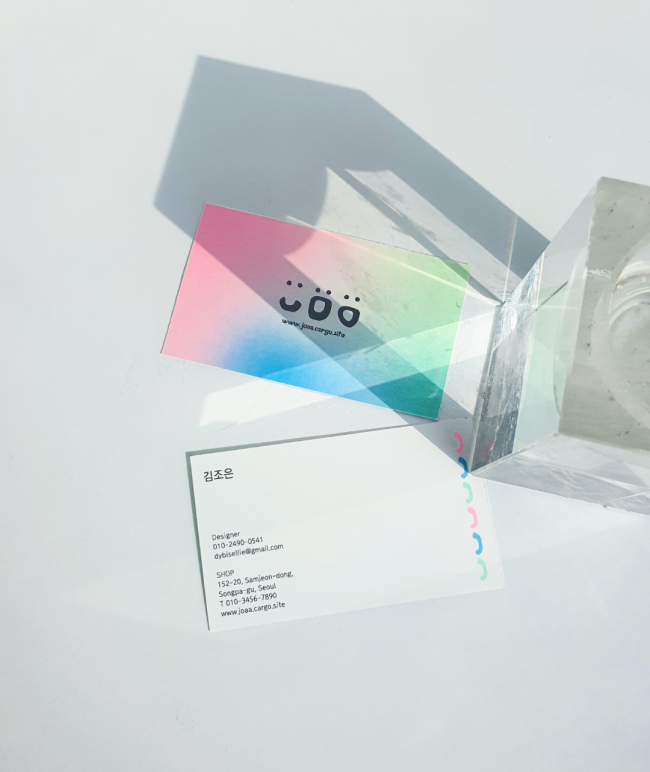 www.joaa.cargo.site
김조은
Designer
010-2490-0541
dybisellie@gmail.com
SHOP
152-20, Samjeon-dong,
Songpa-gu, Seoul
T 010-3456-7890
www.joaa.cargo.site